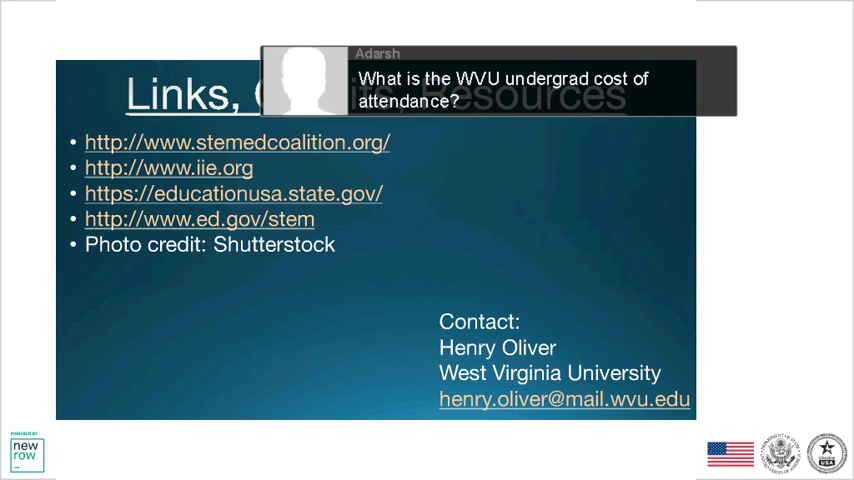 Adarsh
What is the WVU undergrad cost of
attendance?
Links, Resources
• http://www.stemedcoalition.org/
• http://www.iie.org
• https://educationusa.state.gov/
• http://www.ed.gov/stem
• Photo credit: Shutterstock
Contact:
Henry Oliver
West Virginia University
henry.oliver@mail.wvu.edu
POWERED BY
new
row